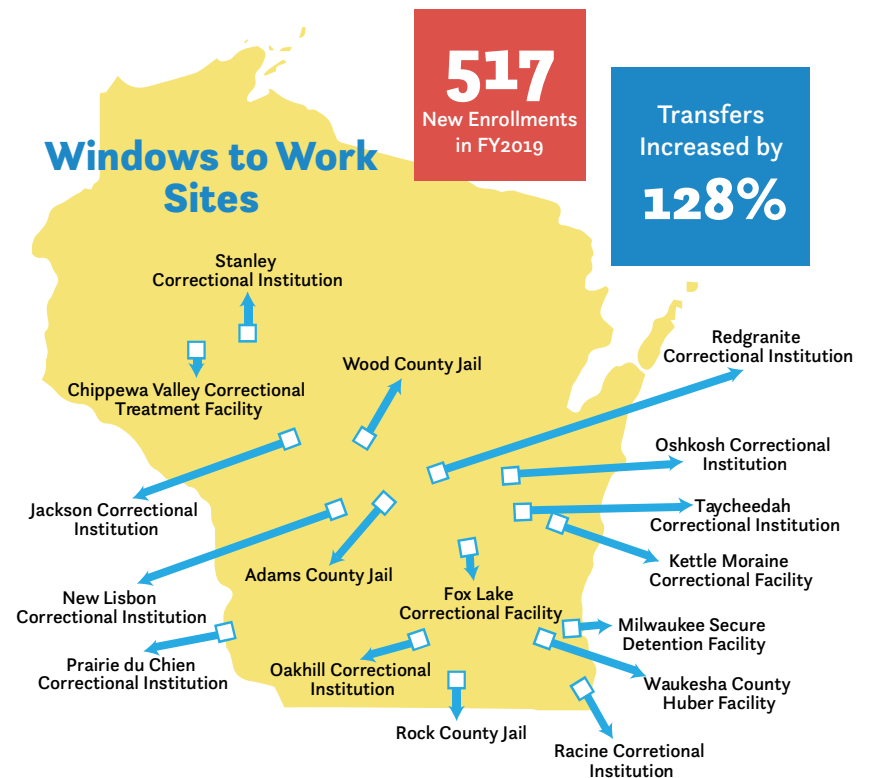 517
New Enrollments
in FY2019
Transfers
Increased by
128%
Windows to Work
Sites
Stanley
Correctional Institution
Chippewa Valley Correctional
Treatment Facility
Wood County Jail
Redgranite
Correctional Institution
Oshkosh Correctional
Institution
Jackson Correctional
Institution
Taycheedah
Correctional Institution
Kettle Moraine
Correctional Facility
Adams County Jail
New Lisbon
Correctional Institution
Fox Lake
Correctional Facility
Milwaukee Secure
Detention Facility
Prairie du Chien
Correctional Institution
Oakhill Correctional
Institution
Waukesha County
Huber Facility
Rock County Jail
Racine Corretional
Institution